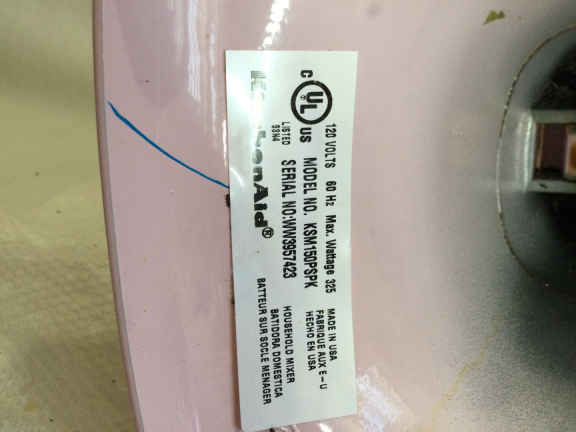 120 VOLTS 60 Hz Max. Wattage 325
C UL US
LISTED
93N4
MODEL NO. KSM150PSPK
SERIAL NO:WW3957423
KitchenAid®
MADE IN USA
FABRIQUE AUX E-U
HECHO EN USA
HOUSEHOLD MIXER
BATIDORA DOMESTICA
BATTEUR SUR SOCLE MENAGER